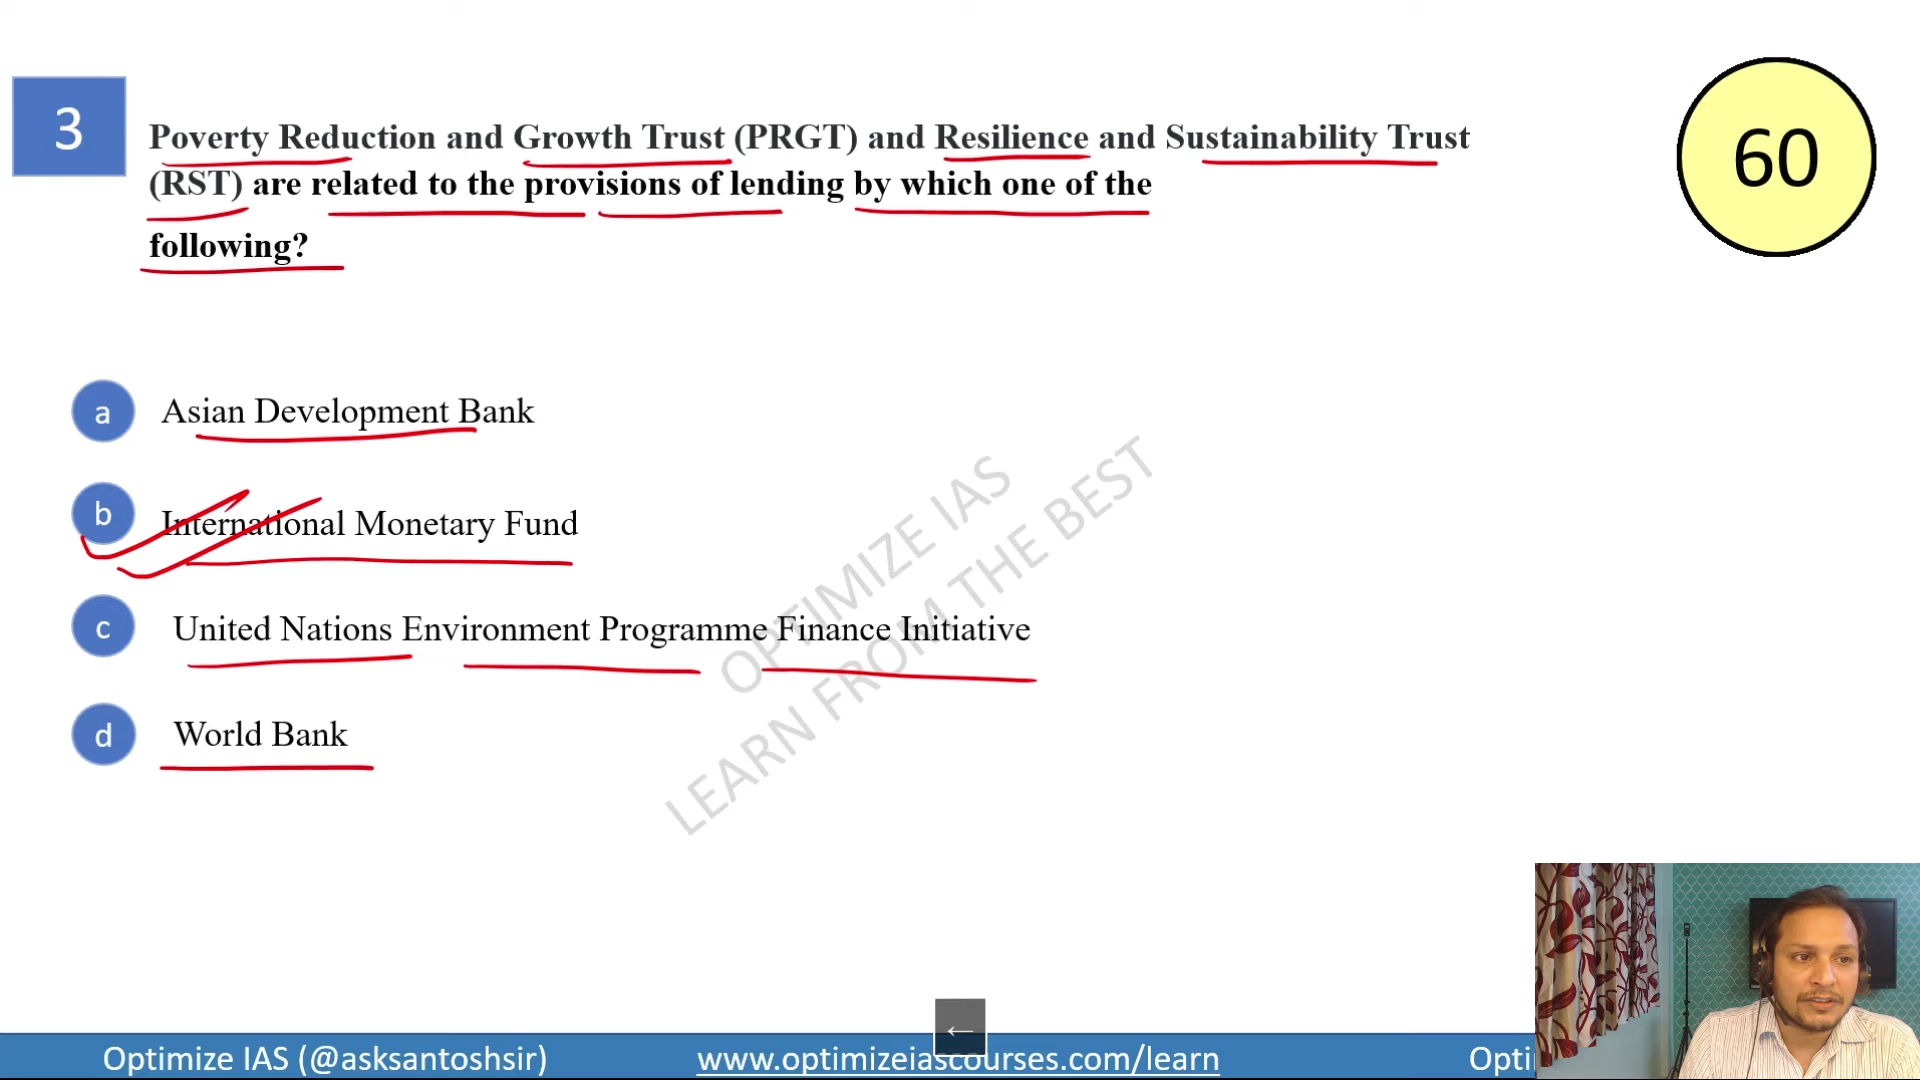 3
Poverty Reduction and Growth Trust (PRGT) and Resilience and Sustainability Trust
(RST) are related to the provisions of lending by which one of the
following?
60
a Asian Development Bank
b International Monetary Fund
c United Nations Environment Programme Finance Initiative
d World Bank
OPTIMIZE IAS
LEARN FROM THE BEST
←
Optimize IAS (@asksantoshsir) www.optimizeiascourses.com/learn Opti